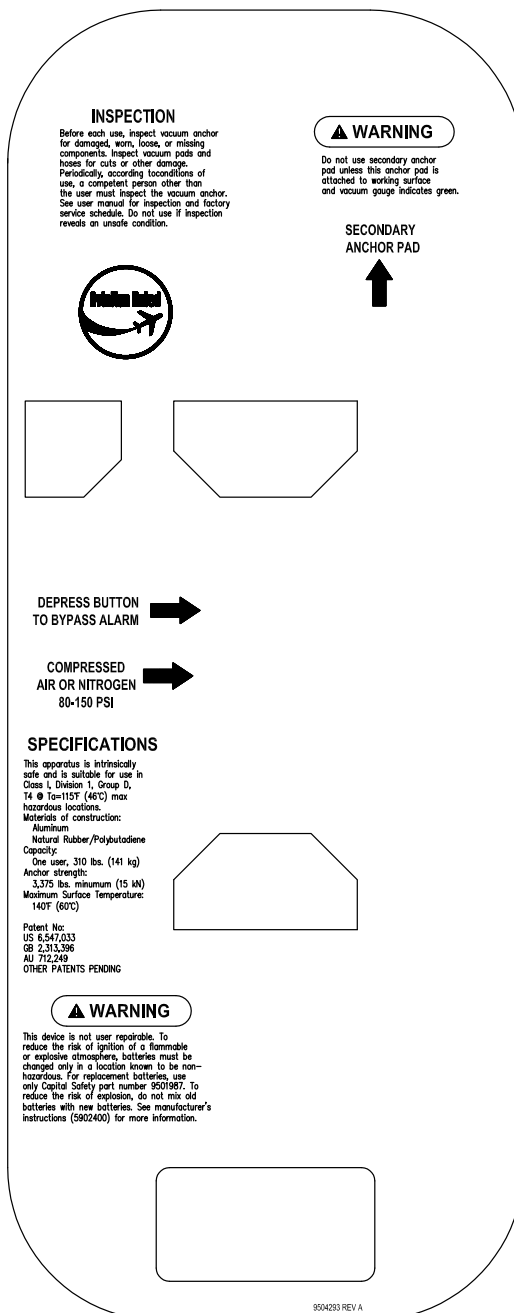 INSPECTION
Before each use, inspect vacuum anchor
for damaged, worn, loose, or missing
components. Inspect vacuum pads and
hoses for cuts or other damage.
Periodically, according toconditions of
use, a competent person other than
the user must inspect the vacuum anchor.
See user manual for inspection and factory
service schedule. Do not use if inspection
reveals an unsafe condition.
WARNING
Do not use secondary anchor
pad unless this anchor pad is
attached to working surface
and vacuum gauge indicates green.
SECONDARY
ANCHOR PAD
Aviation Rated
DEPRESS BUTTON
TO BYPASS ALARM
COMPRESSED
AIR OR NITROGEN
80-150 PSI
SPECIFICATIONS
This apparatus is intrinsically
safe and is suitable for use in
Class I, Division 1, Group D,
T4 @ Ta=115°F (46°C) max
hazardous locations.
Materials of construction:
Aluminum
Natural Rubber/Polybutadiene
Capacity:
One user, 310 lbs. (141 kg)
Anchor strength:
3,375 lbs. minumum (15 kN)
Maximum Surface Temperature:
140°F (60°C)
Patent No:
US 6,547,033
GB 2,313,396
AU 712,249
OTHER PATENTS PENDING
WARNING
This device is not user repairable. To
reduce the risk of ignition of a flammable
or explosive atmosphere, batteries must be
changed only in a location known to be non-
hazardous. For replacement batteries, use
only Capital Safety part number 9501987. To
reduce the risk of explosion, do not mix old
batteries with new batteries. See manufacturer's
instructions (5902400) for more information.
9504293 REV A